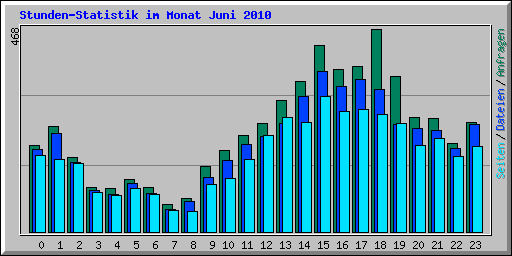 Stunden-Statistik im Monat Juni 2010
468
Seiten/Dateien/Anfragen
0 1 2 3 4 5 6 7 8 9 10 11 12 13 14 15 16 17 18 19 20 21 22 23